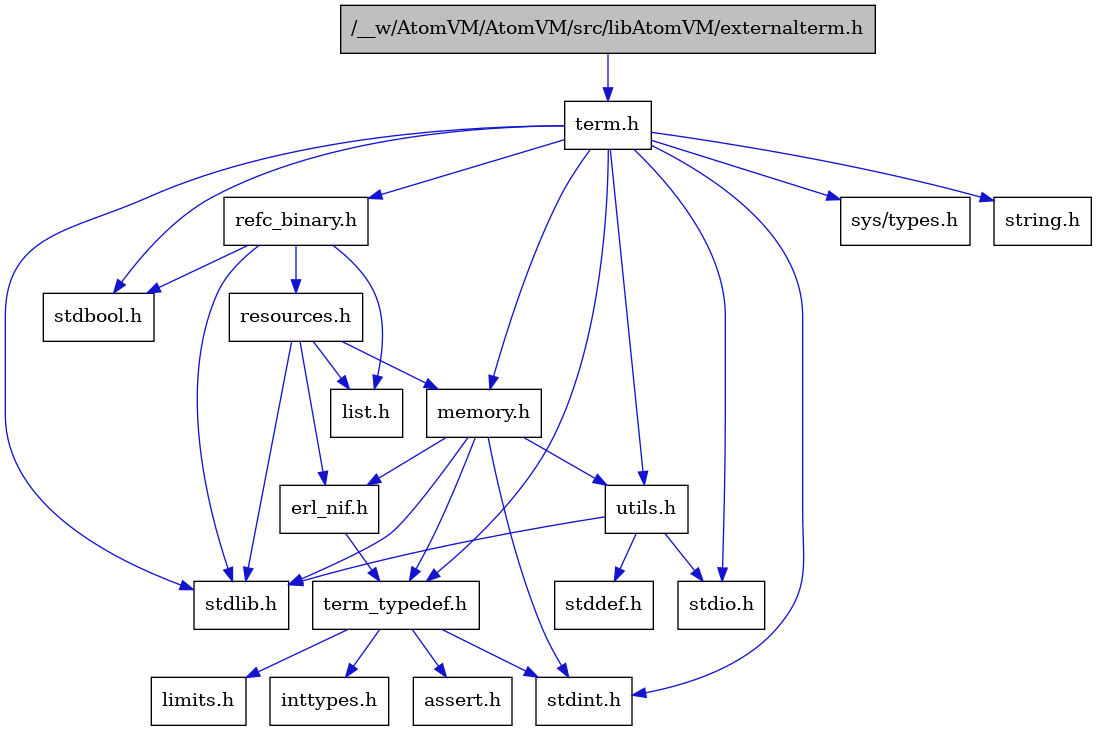 /__w/AtomVM/AtomVM/src/libAtomVM/externalterm.h
term.h
refc_binary.h
sys/types.h
string.h
stdbool.h
resources.h
list.h
memory.h
erl_nif.h
utils.h
stdlib.h
term_typedef.h
stddef.h
stdio.h
limits.h
inttypes.h
assert.h
stdint.h